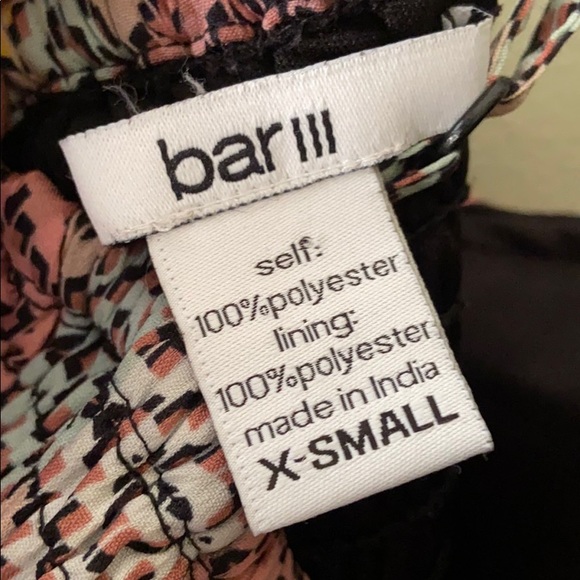 bar III
self:
100%polyester
lining:
100%polyester
made in India
X-SMALL